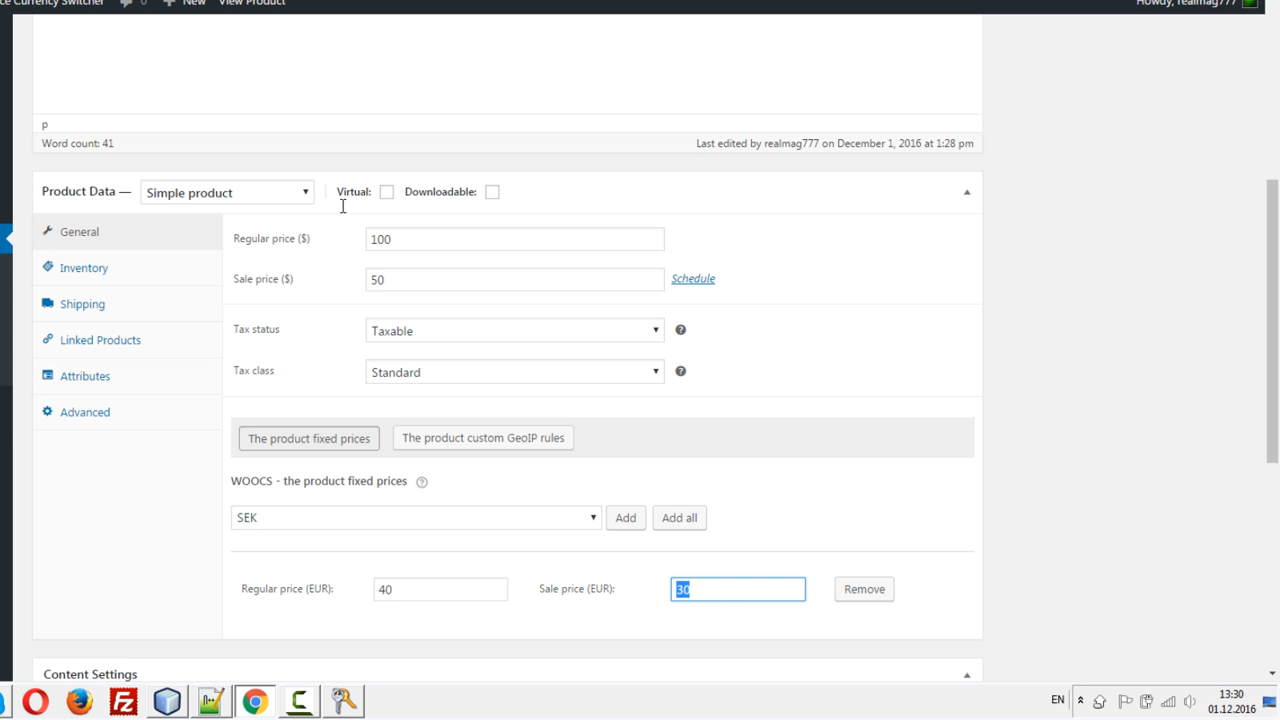 ce Currency Switcher 0 New View Product Howdy, realmag777
p
Word count: 41 Last edited by realmag777 on December 1, 2016 at 1:28 pm
Product Data — Simple product Virtual: Downloadable:
General
Regular price ($) 100
Inventory
Sale price ($) 50 Schedule
Shipping
Tax status Taxable
Linked Products
Tax class Standard
Attributes
Advanced
The product fixed prices The product custom GeoIP rules
WOOCS - the product fixed prices
SEK Add Add all
Regular price (EUR): 40 Sale price (EUR): 30 Remove
Content Settings
EN 13:30
01.12.2016